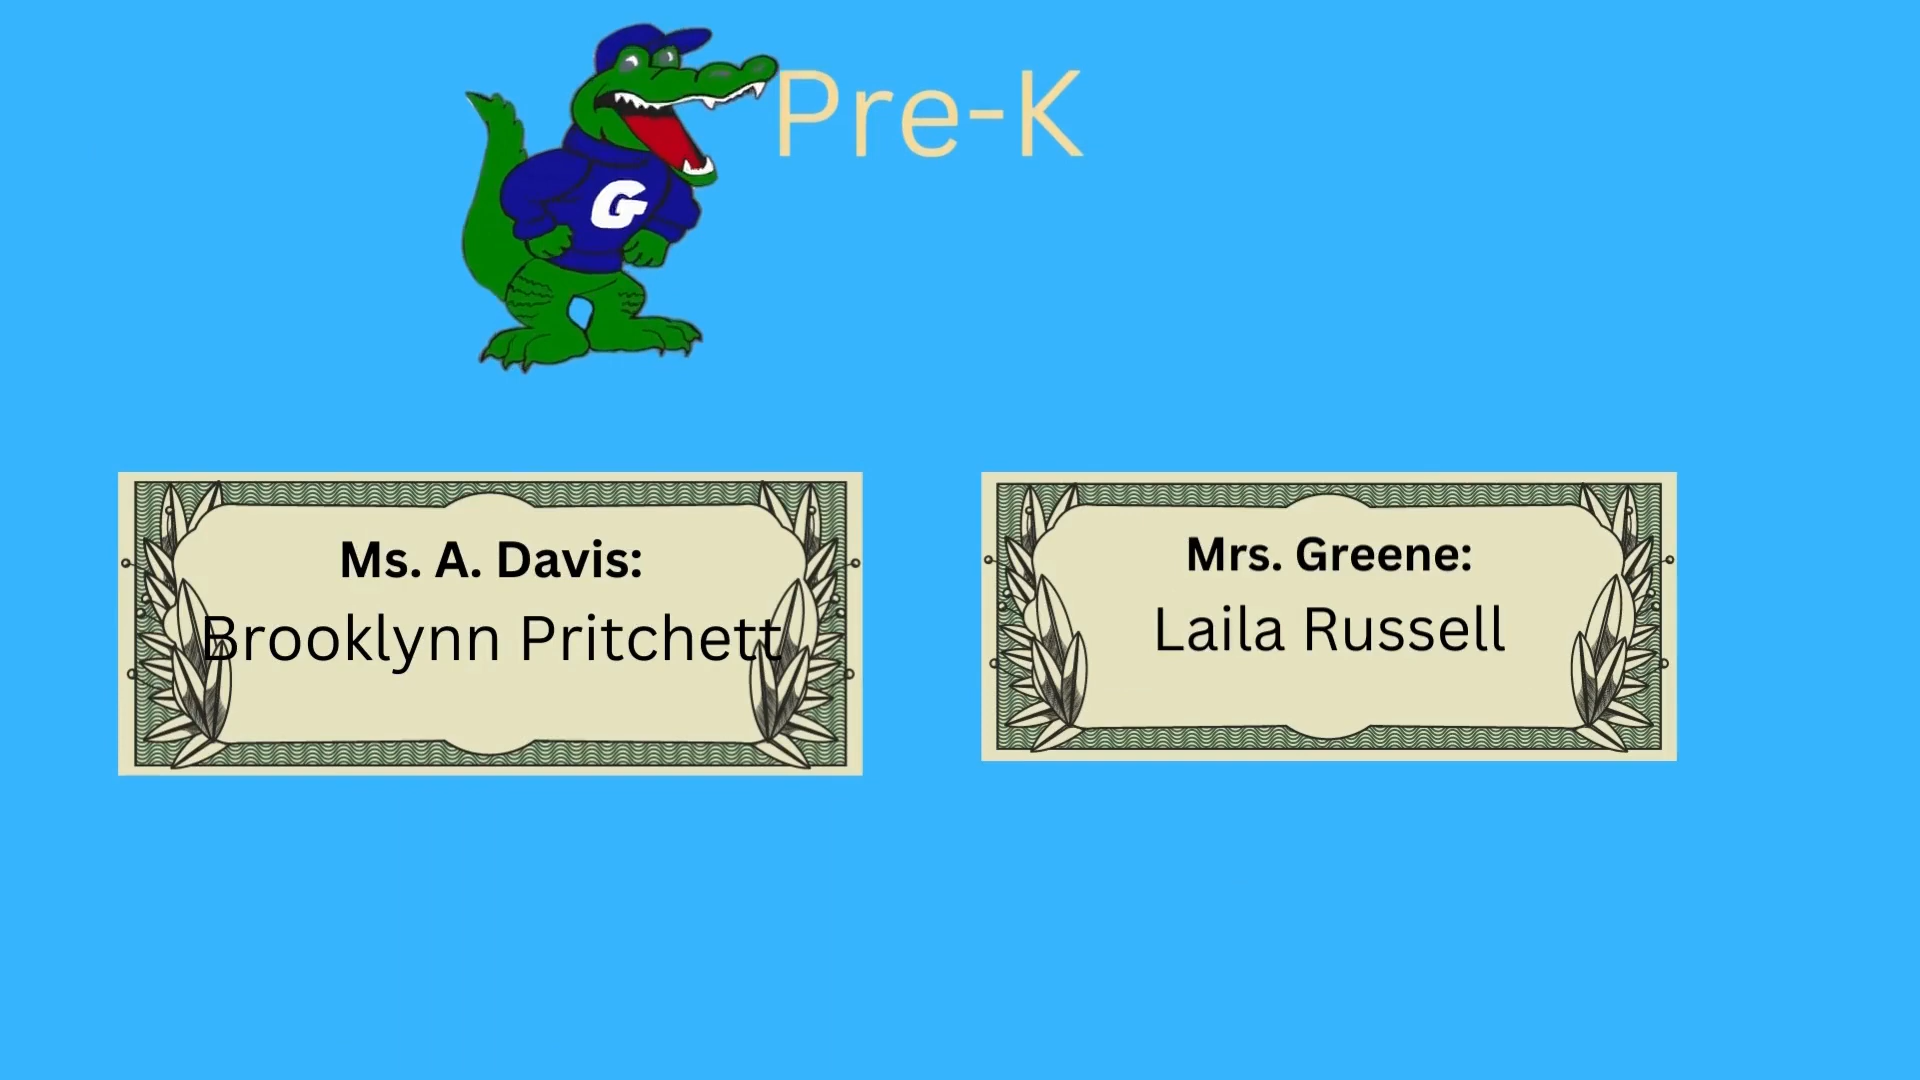 Pre-K
G
Ms. A. Davis:
Brooklynn Pritchett
Mrs. Greene:
Laila Russell